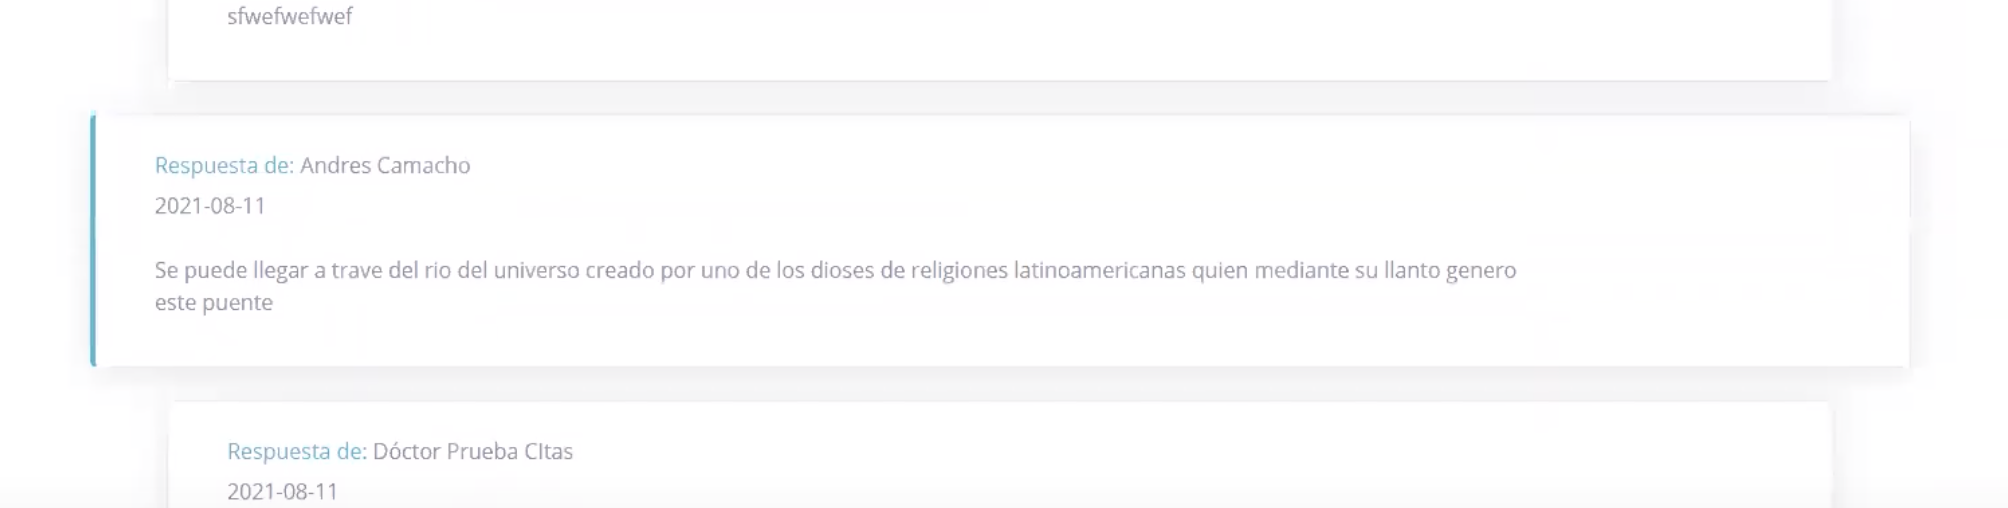 sfwefwefwef
Respuesta de: Andres Camacho
2021-08-11
Se puede llegar a trave del rio del universo creado por uno de los dioses de religiones latinoamericanas quien mediante su llanto genero
este puente
Respuesta de: Dóctor Prueba CItas
2021-08-11